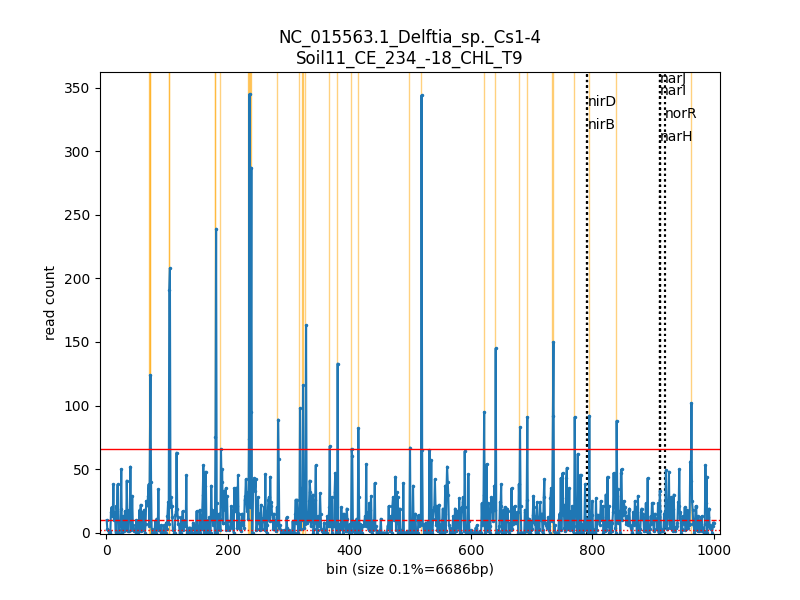 NC_015563.1_Delftia_sp._Cs1-4
Soil11_CE_234_-18_CHL_T9
350
300
250
200
150
100
50
0
read count
narJ
narI
nirD
norR
nirB
narH
0
200
400
600
800
1000
bin (size 0.1%=6686bp)